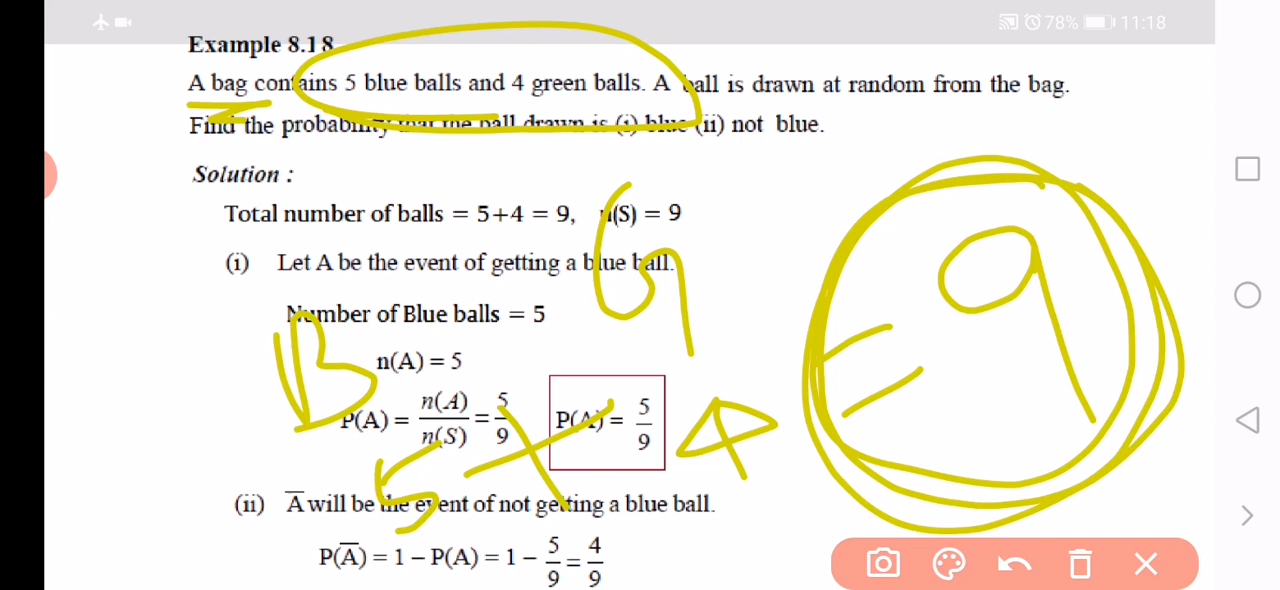 78% 11:18
Example 8.18
A bag contains 5 blue balls and 4 green balls. A ball is drawn at random from the bag.
Find the probability that the ball drawn is (i) blue (ii) not blue.
Solution :
Total number of balls = 5+4 = 9, n(S) = 9
(i) Let A be the event of getting a blue ball.
Number of Blue balls = 5
n(A) = 5
P(A) = n(A)/n(S) = 5/9 P(A) = 5/9
(ii) A̅ will be the event of not getting a blue ball.
P(A̅) = 1 – P(A) = 1 – 5/9 = 4/9
B G
5 + 4 = 9